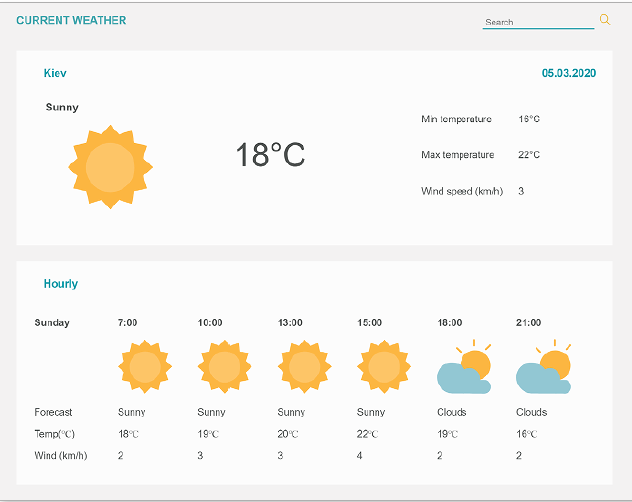 CURRENT WEATHER Search
Kiev 05.03.2020
Sunny
18°C
Min temperature 16°C
Max temperature 22°C
Wind speed (km/h) 3
Hourly
Sunday 7:00 10:00 13:00 15:00 18:00 21:00
Forecast Sunny Sunny Sunny Sunny Clouds Clouds
Temp(°C) 18°C 19°C 20°C 22°C 19°C 16°C
Wind (km/h) 2 3 3 4 2 2